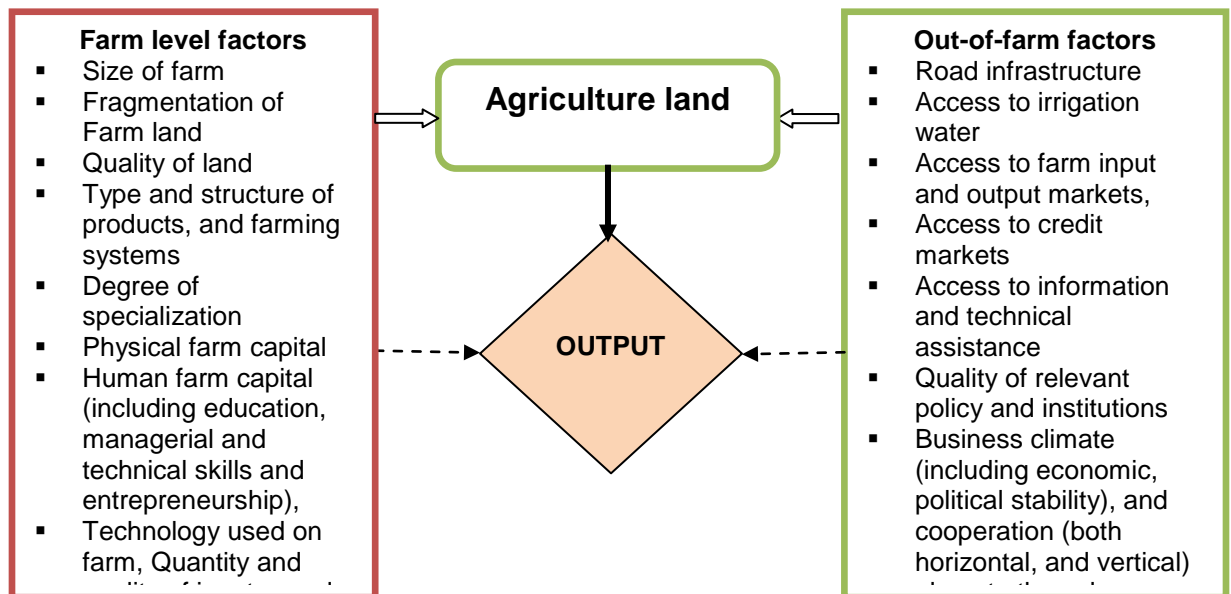 Farm level factors
▪ Size of farm
▪ Fragmentation of
Farm land
▪ Quality of land
▪ Type and structure of
products, and farming
systems
▪ Degree of
specialization
▪ Physical farm capital
▪ Human farm capital
(including education,
managerial and
technical skills and
entrepreneurship),
▪ Technology used on
farm, Quantity and
Agriculture land
OUTPUT
Out-of-farm factors
▪ Road infrastructure
▪ Access to irrigation
water
▪ Access to farm input
and output markets,
▪ Access to credit
markets
▪ Access to information
and technical
assistance
▪ Quality of relevant
policy and institutions
▪ Business climate
(including economic,
political stability), and
cooperation (both
horizontal, and vertical)